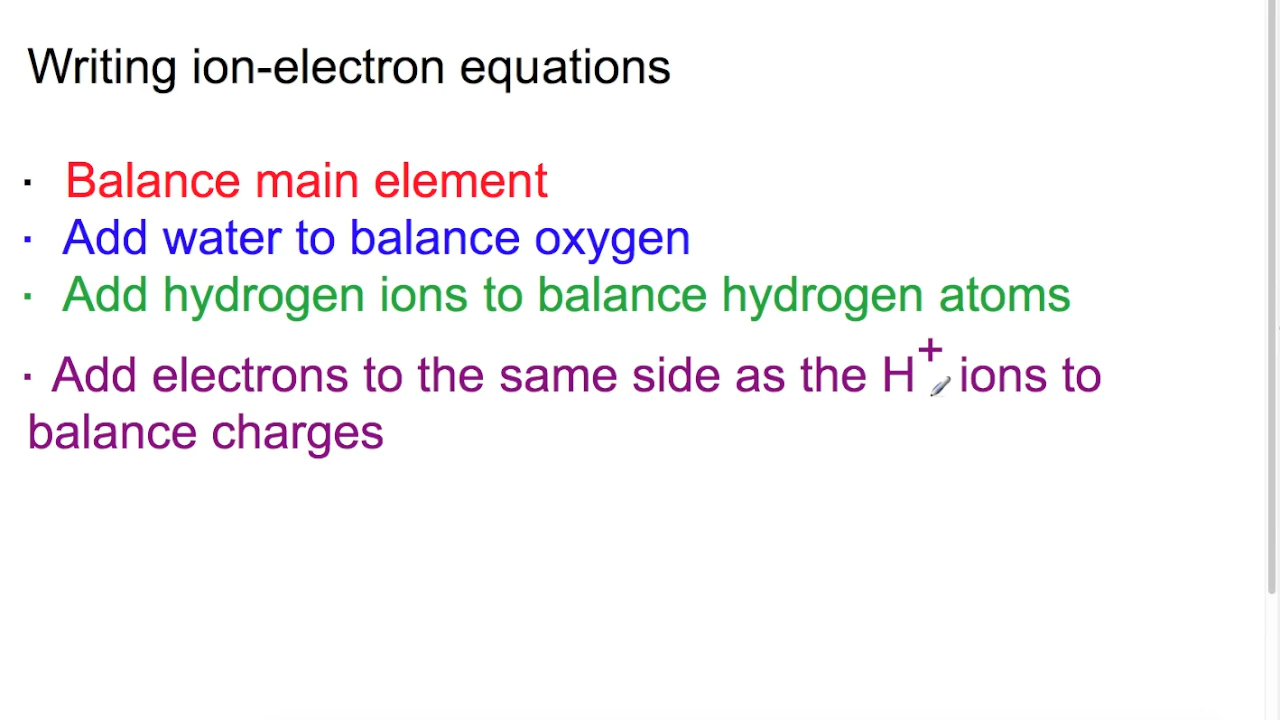 Writing ion-electron equations
· Balance main element
· Add water to balance oxygen
· Add hydrogen ions to balance hydrogen atoms
· Add electrons to the same side as the H⁺ ions to
balance charges